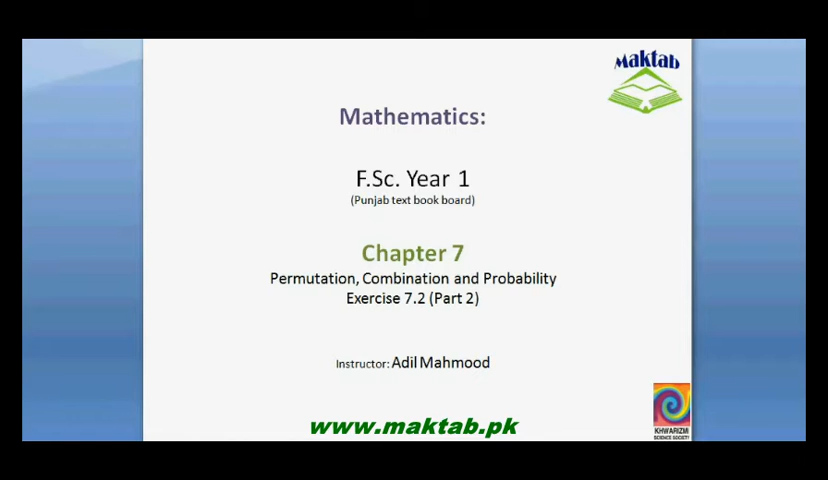 Maktab
Mathematics:
F.Sc. Year 1
(Punjab text book board)
Chapter 7
Permutation, Combination and Probability
Exercise 7.2 (Part 2)
Instructor: Adil Mahmood
www.maktab.pk
KHWARIZMI
SCIENCE SOCIETY